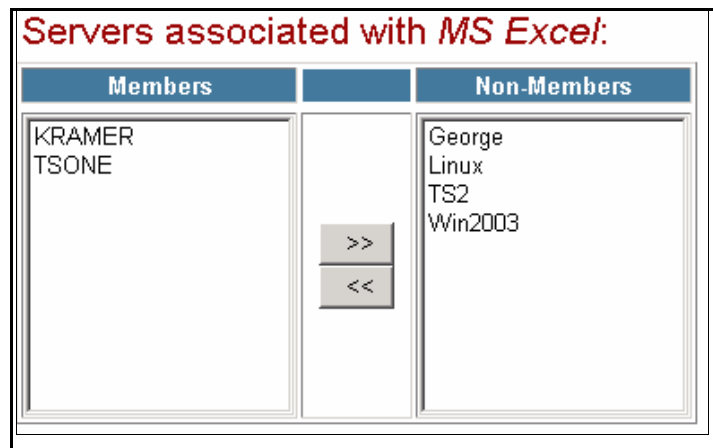 Servers associated with MS Excel:
Members
Non-Members
KRAMER
TSONE
>>
<<
George
Linux
TS2
Win2003